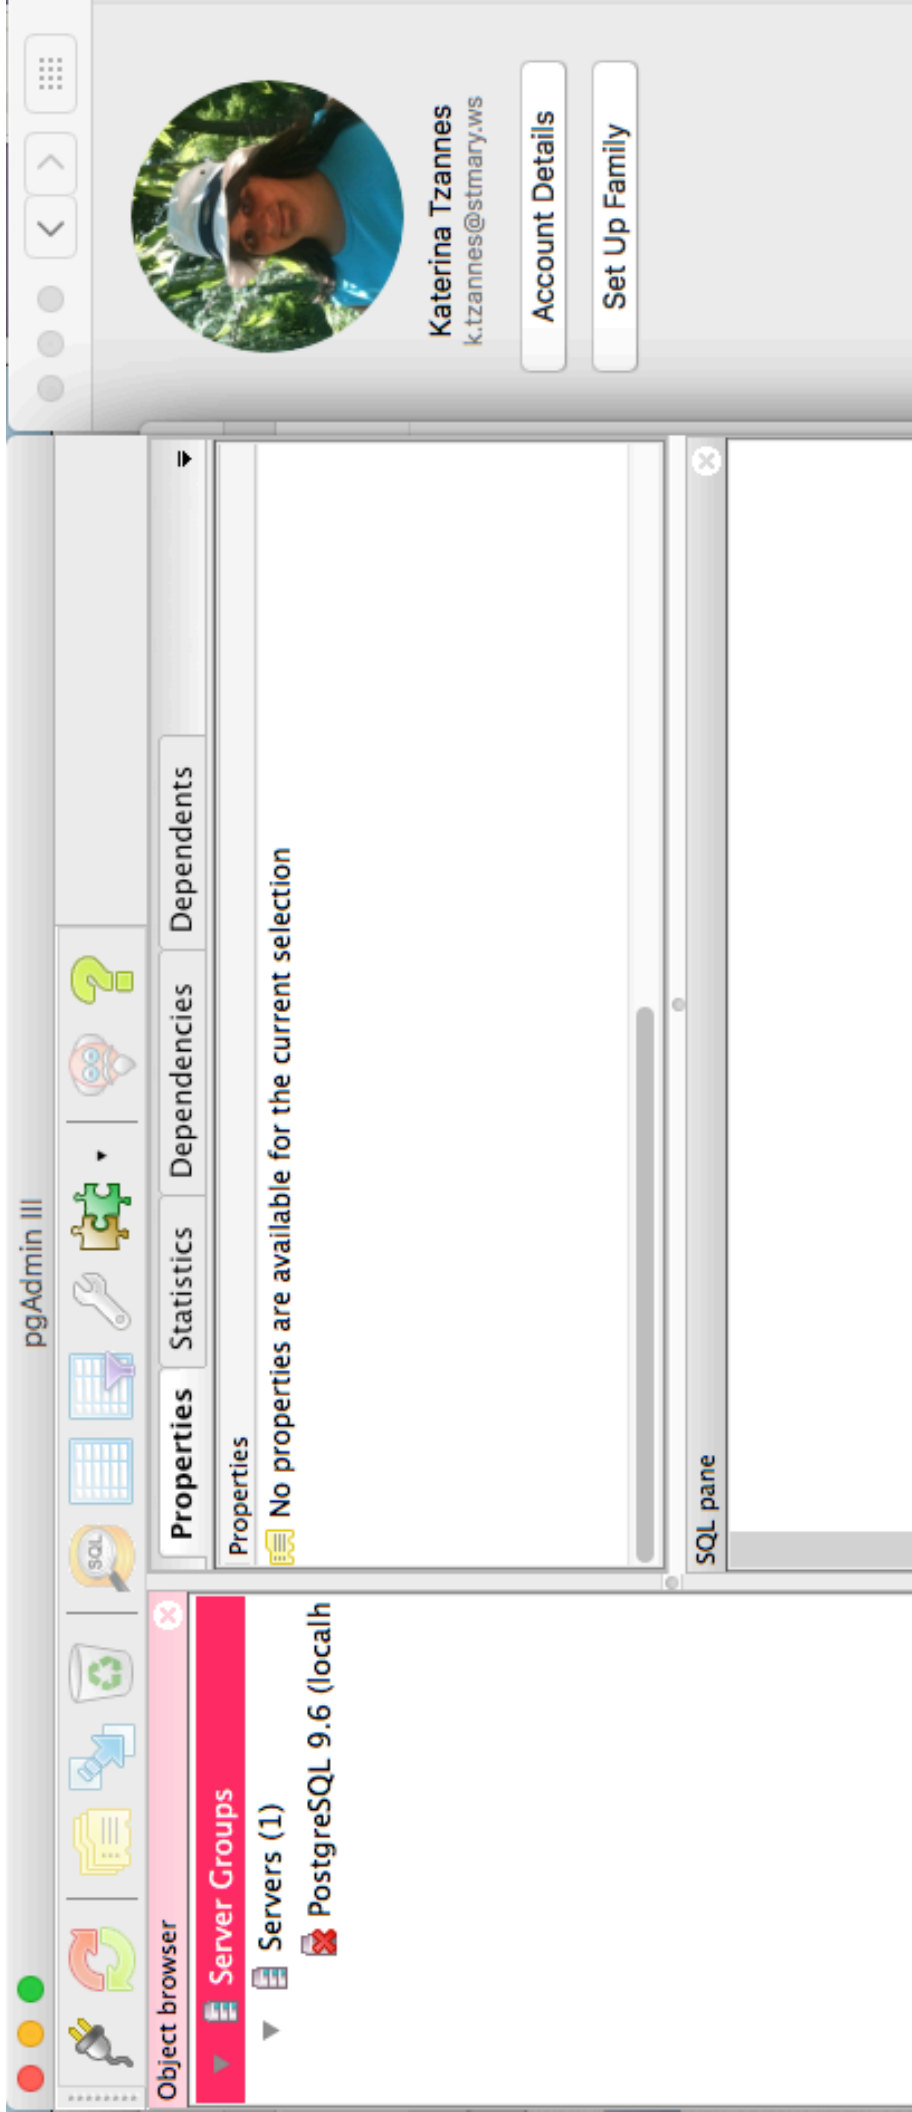 pgAdmin III
SQL
Object browser
Server Groups
Servers (1)
PostgreSQL 9.6 (localh
Properties
Statistics
Dependencies
Dependents
Properties
No properties are available for the current selection
SQL pane
Katerina Tzannes
k.tzannes@stmary.ws
Account Details
Set Up Family